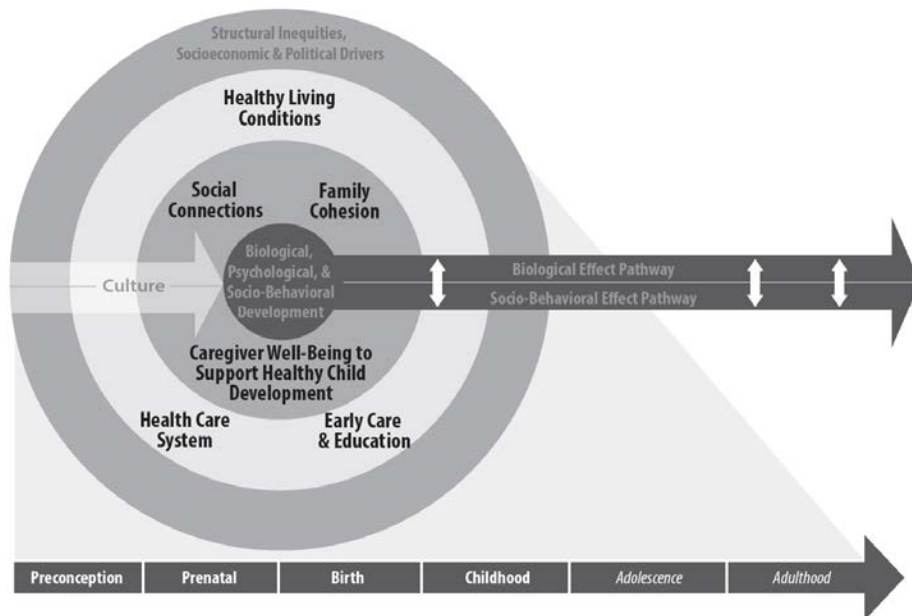 Structural Inequities,
Socioeconomic & Political Drivers
Healthy Living
Conditions
Social
Connections
Family
Cohesion
Culture
Biological,
Psychological, &
Socio-Behavioral
Development
Biological Effect Pathway
Socio-Behavioral Effect Pathway
Caregiver Well-Being to
Support Healthy Child
Development
Health Care
System
Early Care
& Education
Preconception
Prenatal
Birth
Childhood
Adolescence
Adulthood